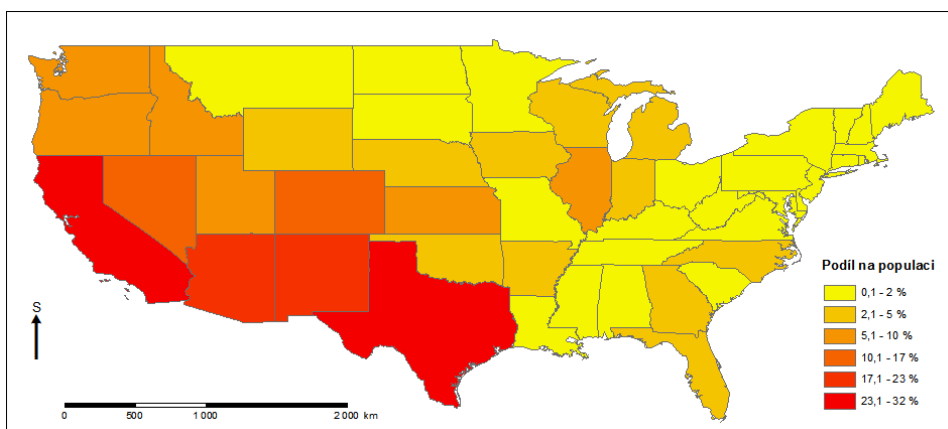 Podíl na populaci
0,1 - 2 %
2,1 - 5 %
5,1 - 10 %
10,1 - 17 %
17,1 - 23 %
23,1 - 32 %
S
0 500 1 000 2 000 km